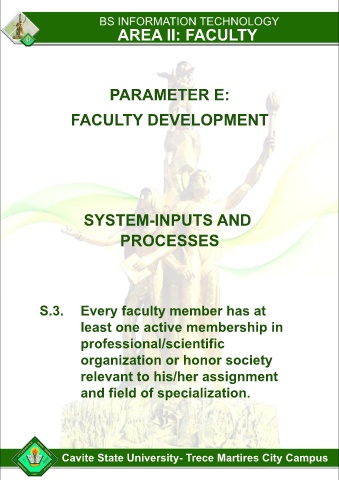 BS INFORMATION TECHNOLOGY
AREA II: FACULTY
PARAMETER E:
FACULTY DEVELOPMENT
SYSTEM-INPUTS AND
PROCESSES
S.3. Every faculty member has at
least one active membership in
professional/scientific
organization or honor society
relevant to his/her assignment
and field of specialization.
Cavite State University- Trece Martires City Campus